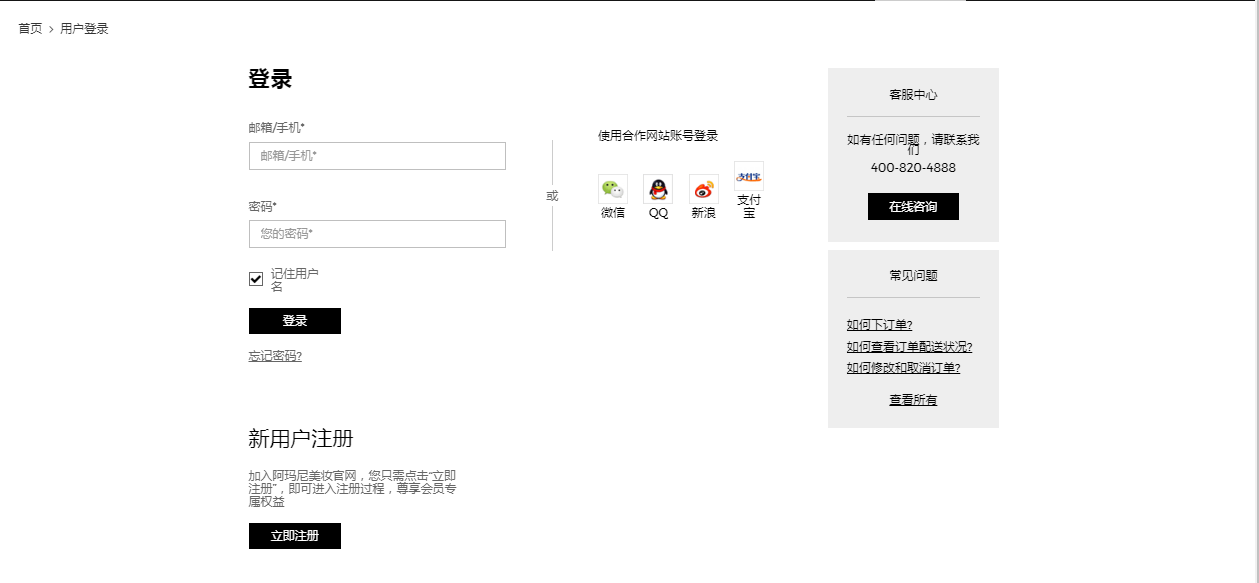 首页 > 用户登录
登录
邮箱/手机*
邮箱/手机*
密码*
您的密码*
记住用户
名
登录
忘记密码?
或
使用合作网站账号登录
微信
QQ
新浪
支付宝
支付
宝
新用户注册
加入阿玛尼美妆官网，您只需点击“立即
注册”，即可进入注册过程，尊享会员专
属权益
立即注册
客服中心
如有任何问题，请联系我
们
400-820-4888
在线咨询
常见问题
如何下订单?
如何查看订单配送状况?
如何修改和取消订单?
查看所有